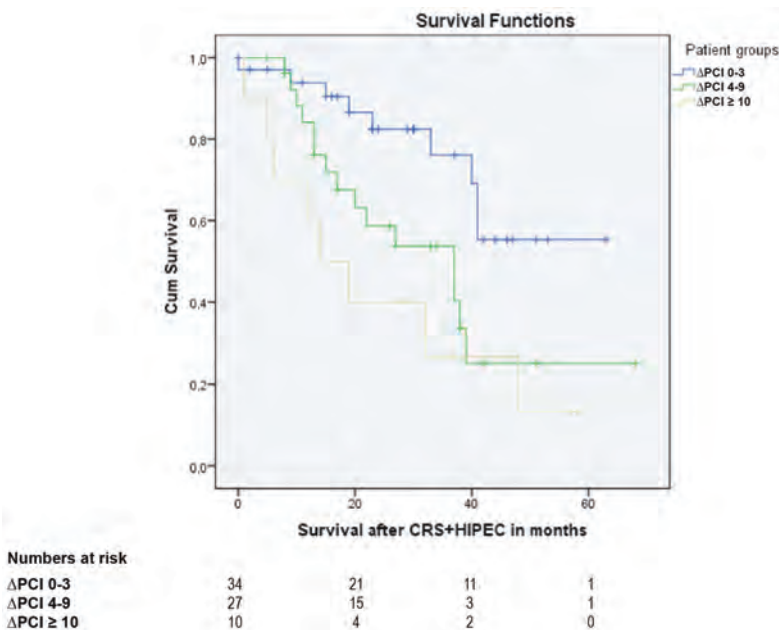 Survival Functions
Patient groups
ΔPCI 0-3
ΔPCI 4-9
ΔPCI ≥ 10
1,0
0,8
0,6
0,4
0,2
0,0
Cum Survival
0 20 40 60
Survival after CRS+HIPEC in months
Numbers at risk
ΔPCI 0-3 34 21 11 1
ΔPCI 4-9 27 15 3 1
ΔPCI ≥ 10 10 4 2 0